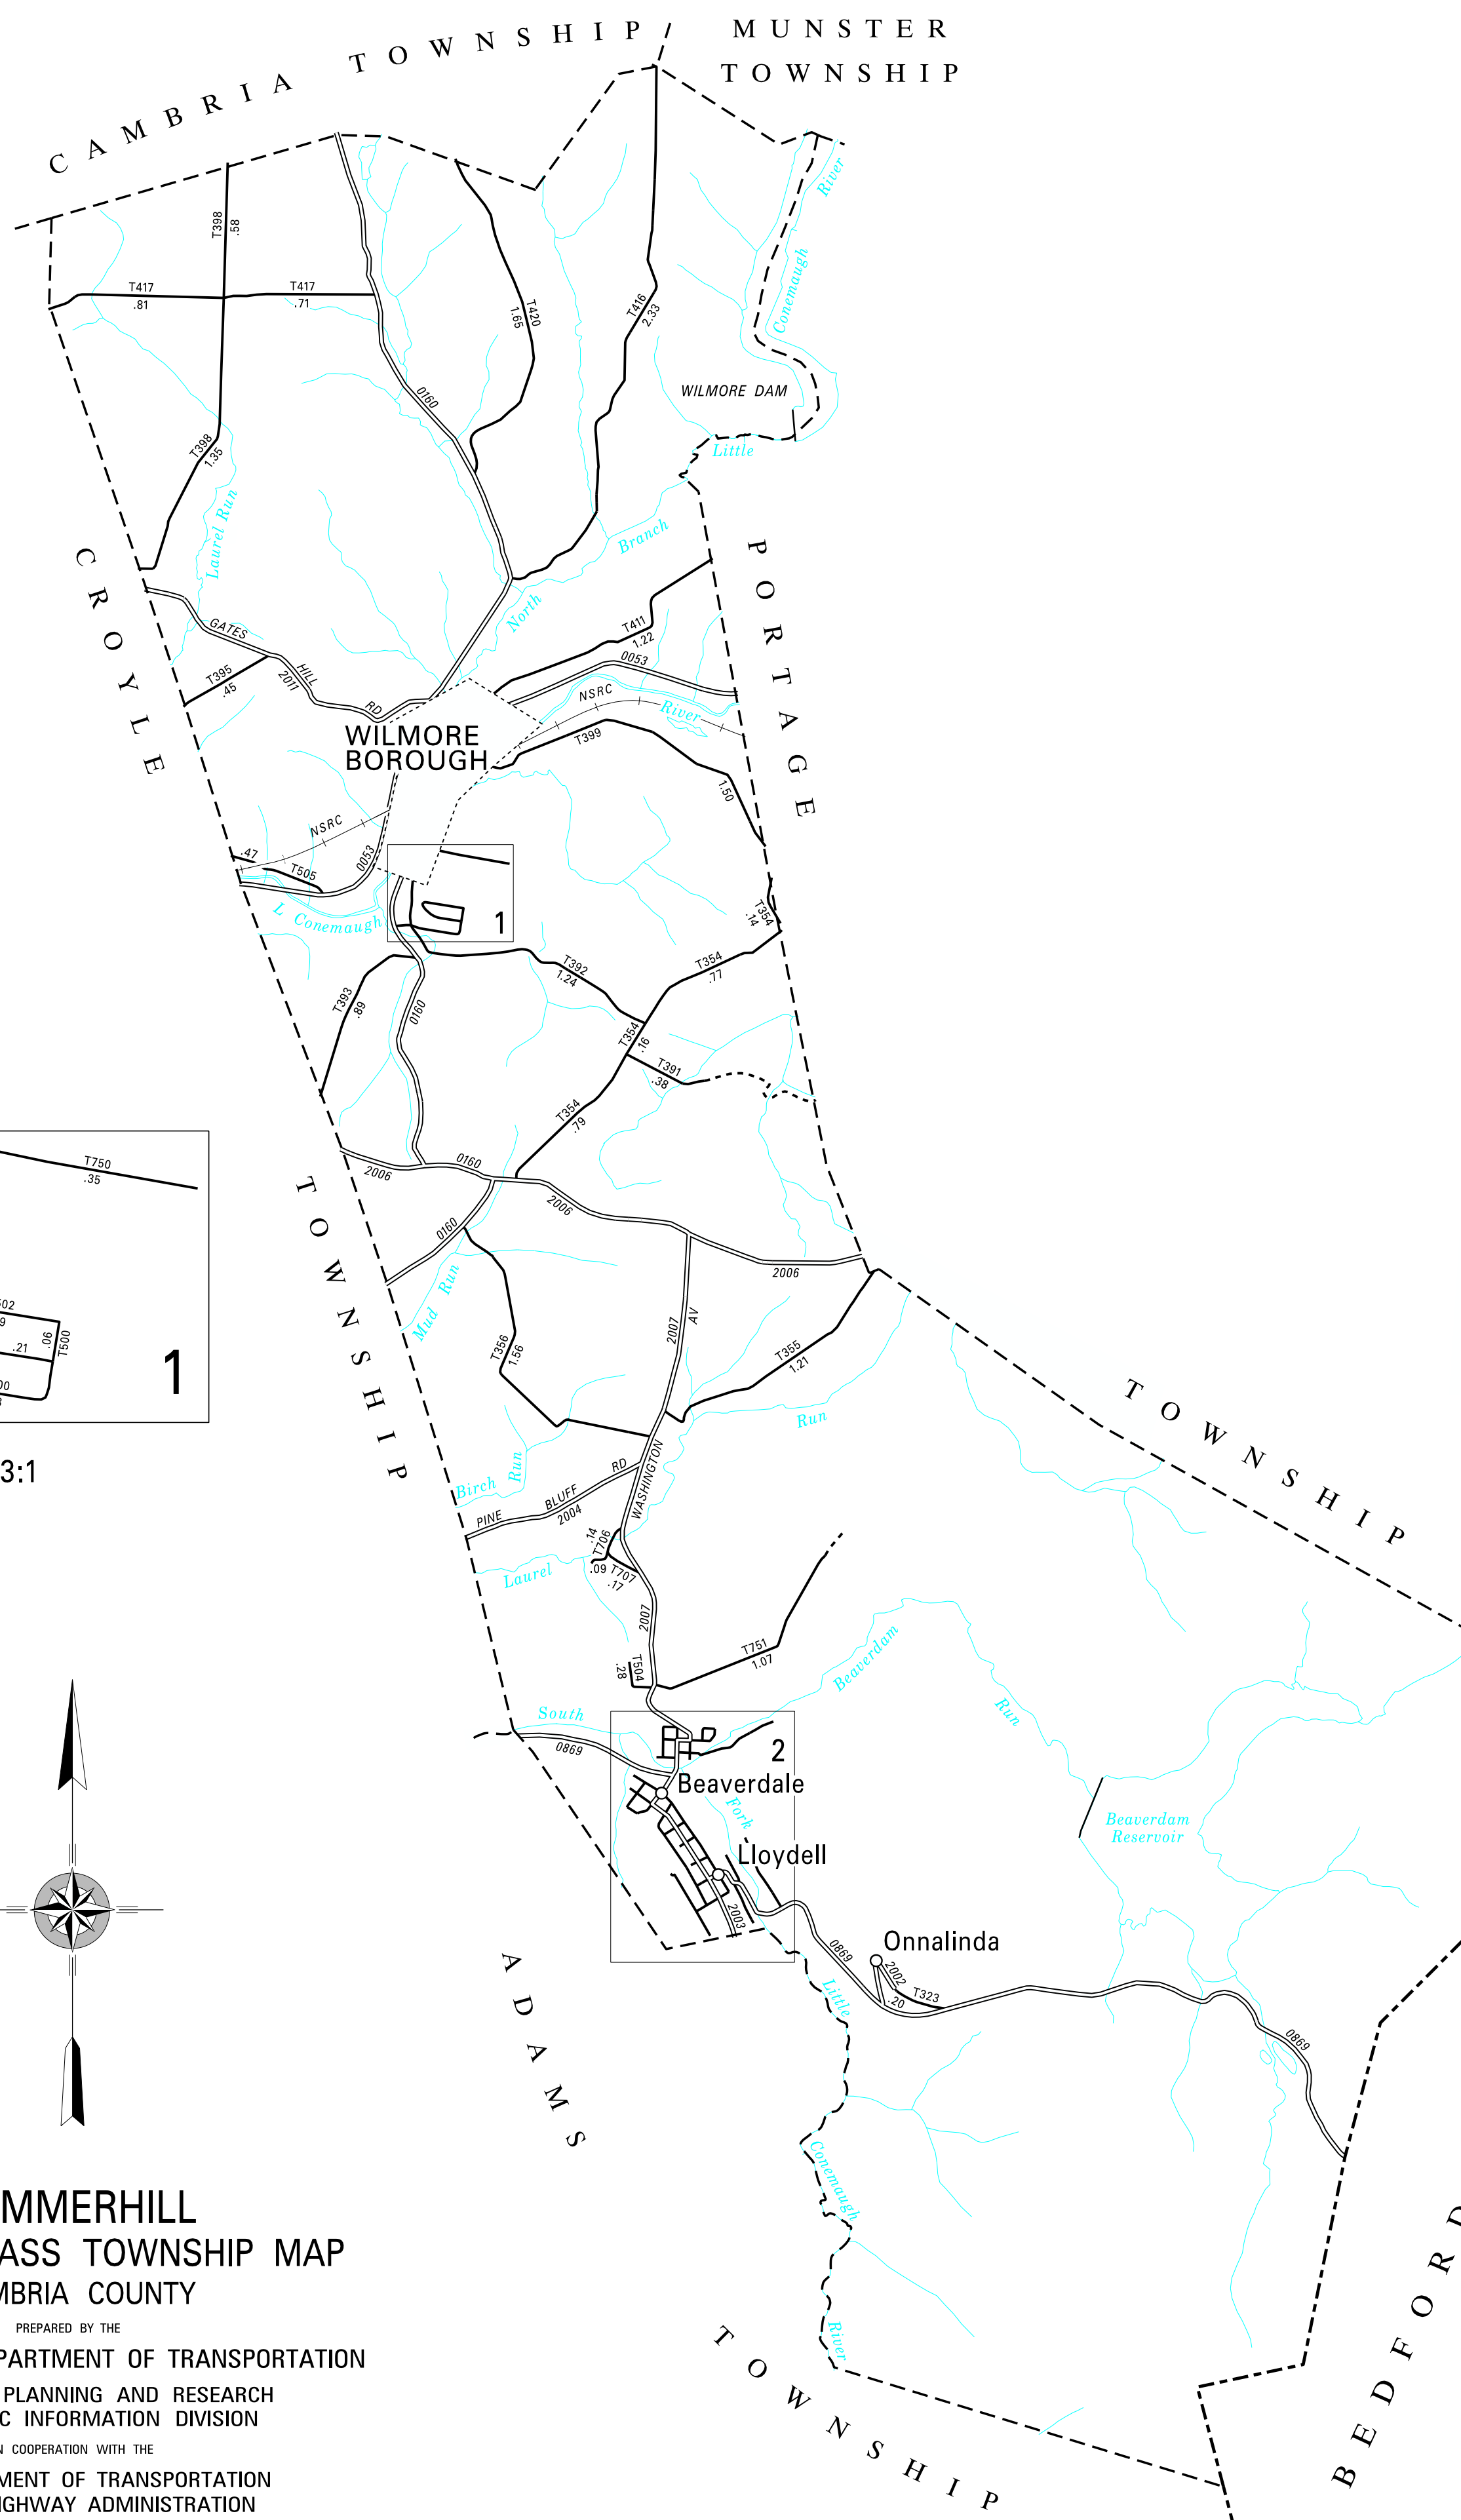 CAMBRIA TOWNSHIP
MUNSTER
TOWNSHIP
River
Conemaugh
T398
.58
T417
.81
T417
.71
T420
1.65
T416
2.33
0160
WILMORE DAM
Little
T398
1.35
Laurel Run
Branch
North
CROYLE
PORTAGE
GATES
HILL
RD
2011
T395
.45
T411
1.22
0053
NSRC
River
WILMORE
BOROUGH
T399
1.50
NSRC
.47
T505
0053
L Conemaugh
1
T354
.14
T392
1.24
T354
.77
T393
.89
0160
T354
.16
T391
.38
T354
.79
T750
.35
2006
0160
2006
TOWNSHIP
0160
2006
Mud Run
T356
1.56
2007
AV
T355
1.21
.21
.06
T500
1
3:1
Run
TOWNSHIP
Birch Run
PINE BLUFF RD
2004
WASHINGTON
.14
T706
.09
T707
.17
Laurel
2007
T504
.28
T751
1.07
Beaverdam
Run
South
0869
2
Beaverdale
Fork
Lloydell
2003
Beaverdam
Reservoir
Onnalinda
0869
2002
.20
T323
0869
Little
ADAMS
Conemaugh
River
TOWNSHIP
BEDFORD
MMERHILL
ASS TOWNSHIP MAP
MBRIA COUNTY
PREPARED BY THE
PARTMENT OF TRANSPORTATION
PLANNING AND RESEARCH
C INFORMATION DIVISION
N COOPERATION WITH THE
MENT OF TRANSPORTATION
IGHWAY ADMINISTRATION